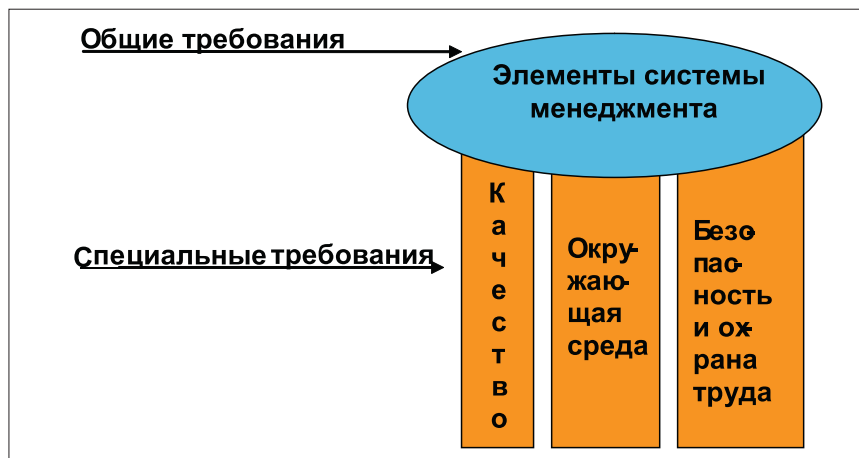 Общие требования
Элементы системы
менеджмента
Специальные требования
К
а
ч
е
с
т
в
о
Окру-
жаю-
щая
среда
Безо-
пас-
ность
и ох-
рана
труда